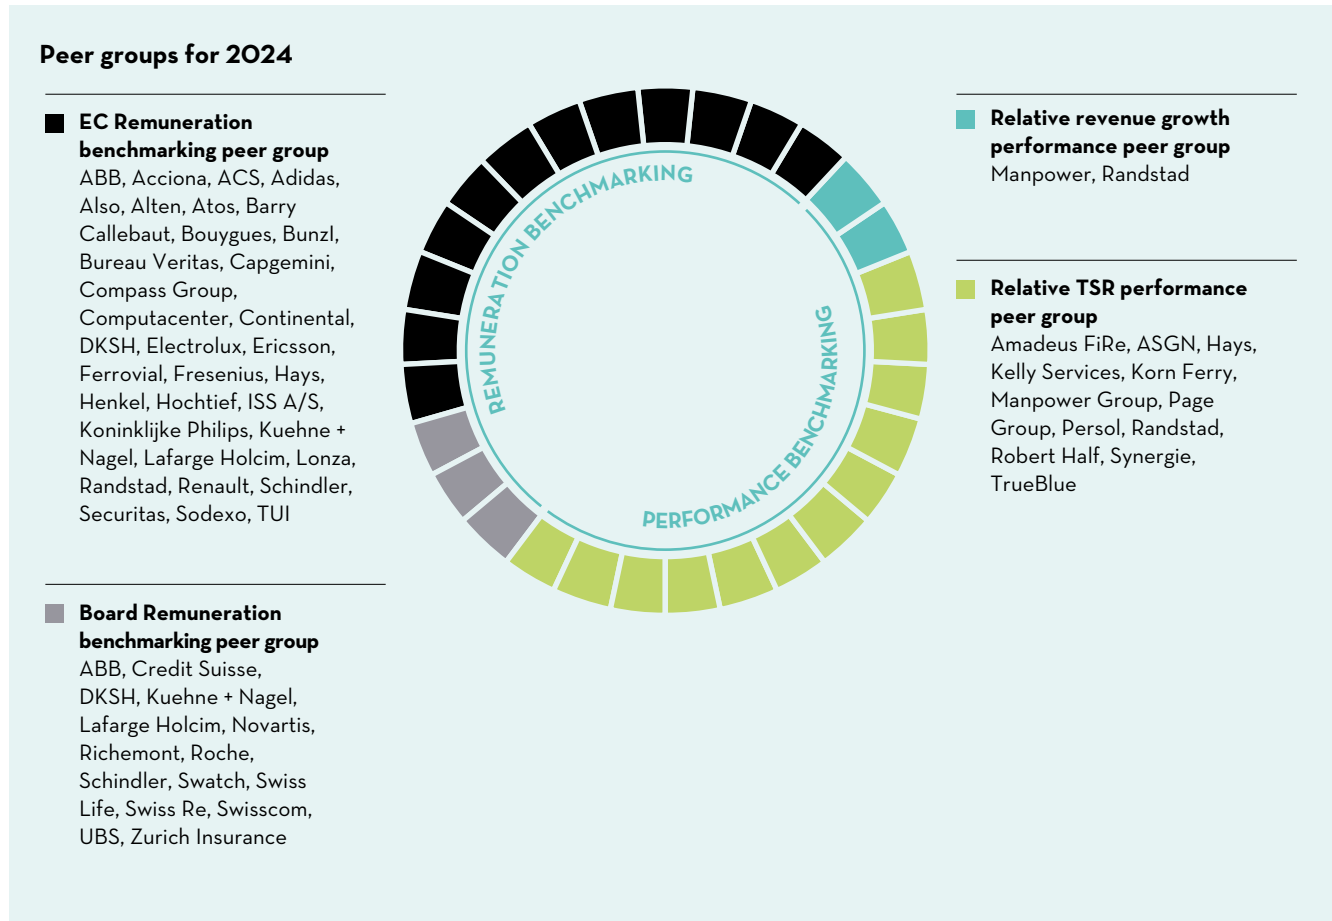 Peer groups for 2024
EC Remuneration
benchmarking peer group
ABB, Acciona, ACS, Adidas,
Also, Alten, Atos, Barry
Callebaut, Bouygues, Bunzl,
Bureau Veritas, Capgemini,
Compass Group,
Computacenter, Continental,
DKSH, Electrolux, Ericsson,
Ferrovial, Fresenius, Hays,
Henkel, Hochtief, ISS A/S,
Koninklijke Philips, Kuehne +
Nagel, Lafarge Holcim, Lonza,
Randstad, Renault, Schindler,
Securitas, Sodexo, TUI
Board Remuneration
benchmarking peer group
ABB, Credit Suisse,
DKSH, Kuehne + Nagel,
Lafarge Holcim, Novartis,
Richemont, Roche,
Schindler, Swatch, Swiss
Life, Swiss Re, Swisscom,
UBS, Zurich Insurance
REMUNERATION BENCHMARKING
PERFORMANCE BENCHMARKING
Relative revenue growth
performance peer group
Manpower, Randstad
Relative TSR performance
peer group
Amadeus FiRe, ASGN, Hays,
Kelly Services, Korn Ferry,
Manpower Group, Page
Group, Persol, Randstad,
Robert Half, Synergie,
TrueBlue